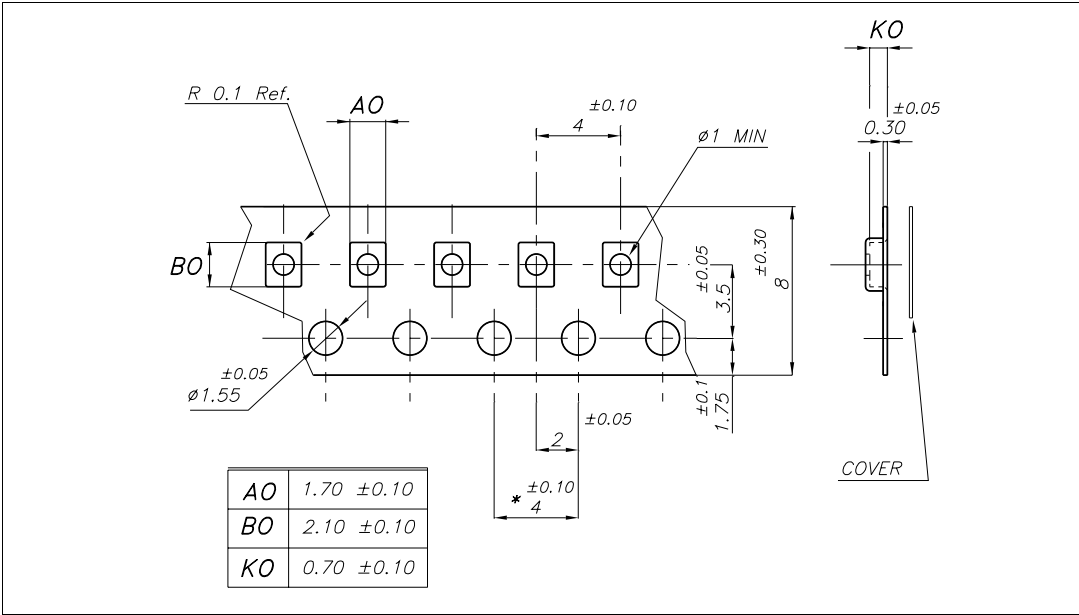 KO
R 0.1 Ref.
AO
±0.10
4
ø1 MIN
±0.05
0.30
BO
±0.05
3.5
±0.30
8
±0.05
ø1.55
±0.1
1.75
±0.05
2
±0.10
* 4
COVER
AO 1.70 ±0.10
BO 2.10 ±0.10
KO 0.70 ±0.10